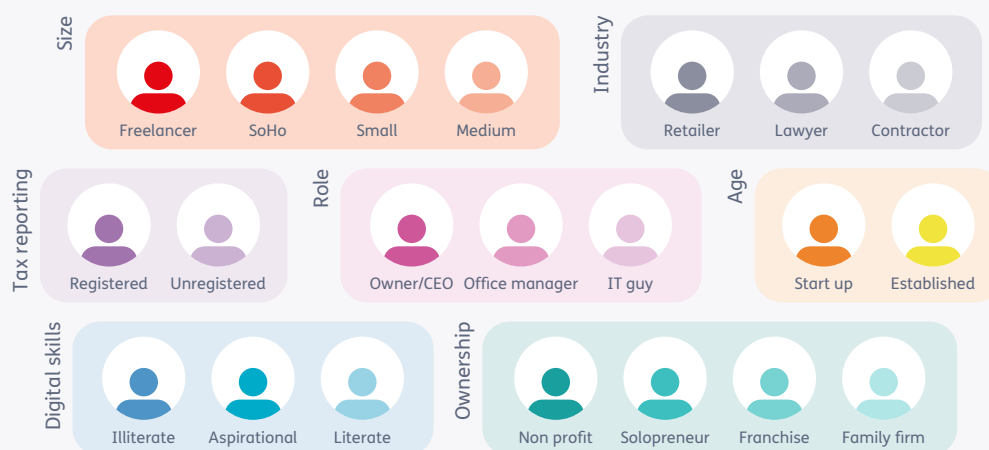 Size
Freelancer SoHo Small Medium
Industry
Retailer Lawyer Contractor
Tax reporting
Registered Unregistered
Role
Owner/CEO Office manager IT guy
Age
Start up Established
Digital skills
Illiterate Aspirational Literate
Ownership
Non profit Solopreneur Franchise Family firm